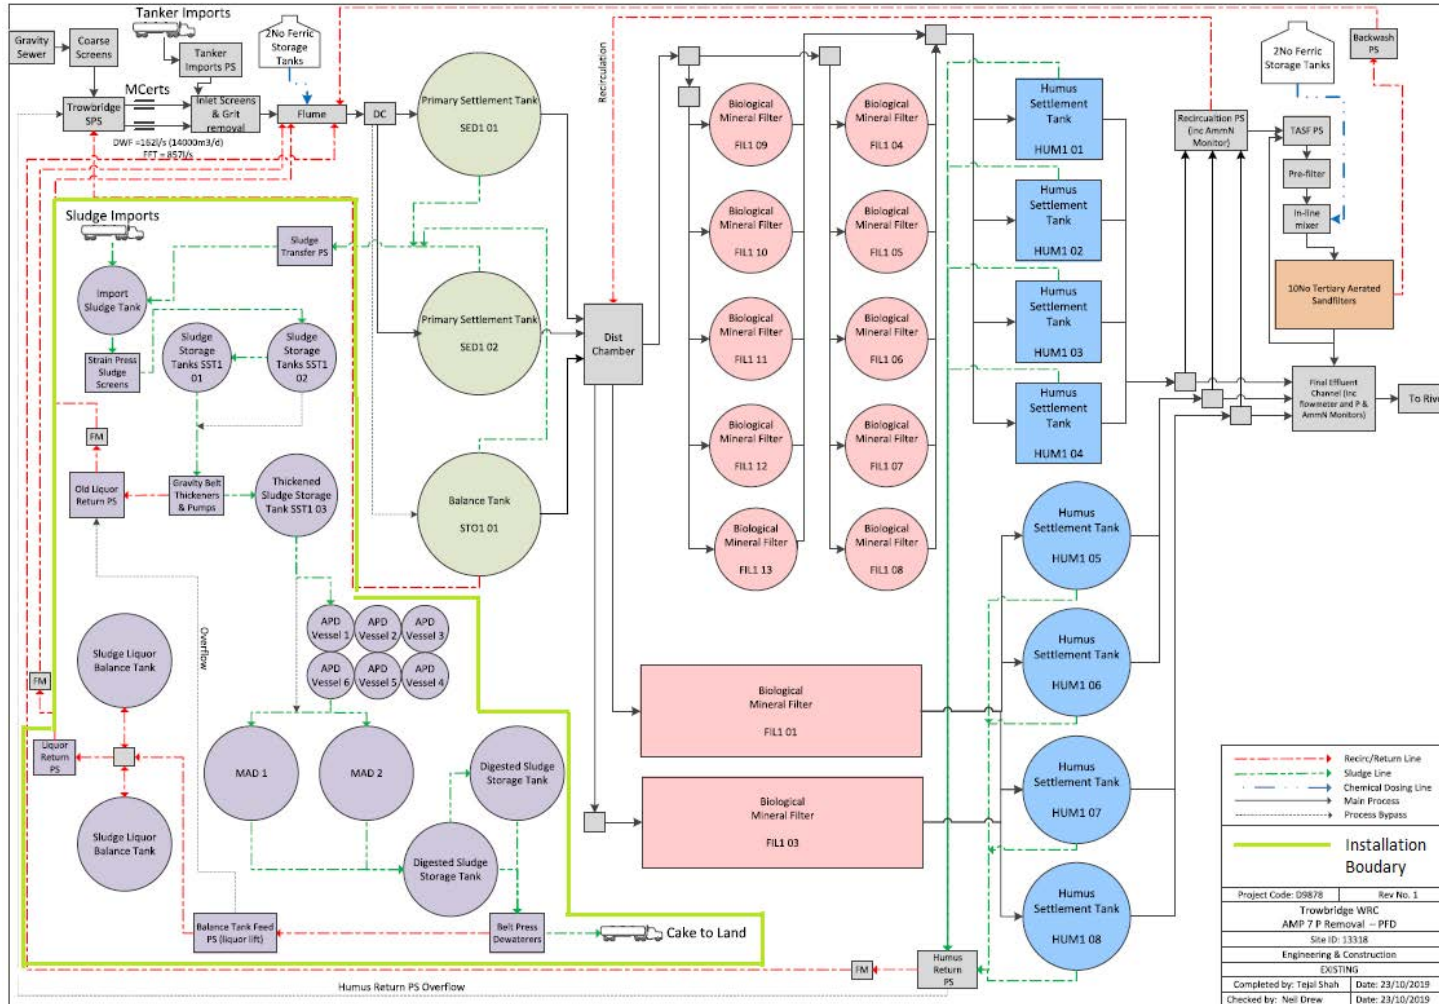 Tanker Imports
Gravity
Sewer
Coarse
Screens
Tanker
Imports PS
2No Ferric
Storage
Tanks
MCerts
Trowbridge
SPS
Inlet Screens
& Grit
removal
Flume
DC
DWF =162l/s (14000m3/d)
FFT = 857l/s
Primary Settlement Tank
SED1 01
Primary Settlement Tank
SED1 02
Balance Tank
STO1 01
Sludge Imports
Sludge
Transfer PS
Import
Sludge Tank
Strain Press
Sludge
Screens
Sludge
Storage
Tanks SST1
01
Sludge
Storage
Tanks SST1
02
FM
Old Liquor
Return PS
Gravity Belt
Thickeners
& Pumps
Thickened
Sludge Storage
Tank SST1 03
Overflow
APD
Vessel 1
APD
Vessel 2
APD
Vessel 3
APD
Vessel 6
APD
Vessel 5
APD
Vessel 4
Sludge Liquor
Balance Tank
FM
Liquor
Return
PS
Sludge Liquor
Balance Tank
MAD 1
MAD 2
Digested Sludge
Storage Tank
Digested Sludge
Storage Tank
Balance Tank Feed
PS (liquor lift)
Belt Press
Dewaterers
Cake to Land
Humus Return PS Overflow
FM
Humus
Return
PS
Recirculation
Dist
Chamber
Biological
Mineral Filter
FIL1 09
Biological
Mineral Filter
FIL1 04
Biological
Mineral Filter
FIL1 10
Biological
Mineral Filter
FIL1 05
Biological
Mineral Filter
FIL1 11
Biological
Mineral Filter
FIL1 06
Biological
Mineral Filter
FIL1 12
Biological
Mineral Filter
FIL1 07
Biological
Mineral Filter
FIL1 13
Biological
Mineral Filter
FIL1 08
Biological
Mineral Filter
FIL1 01
Biological
Mineral Filter
FIL1 03
Humus
Settlement
Tank
HUM1 01
Humus
Settlement
Tank
HUM1 02
Humus
Settlement
Tank
HUM1 03
Humus
Settlement
Tank
HUM1 04
Humus
Settlement Tank
HUM1 05
Humus
Settlement Tank
HUM1 06
Humus
Settlement Tank
HUM1 07
Humus
Settlement Tank
HUM1 08
2No Ferric
Storage Tanks
Backwash
PS
Recircualtion PS
(inc AmmN
Monitor)
TASF PS
Pre-filter
In-line
mixer
10No Tertiary Aerated
Sandfilters
Final Effluent
Channel (inc
flowmeter and P &
AmmN Monitors)
To Rive
Recirc/Return Line
Sludge Line
Chemical Dosing Line
Main Process
Process Bypass
Installation
Boudary
Project Code: D9878
Rev No. 1
Trowbridge WRC
AMP 7 P Removal – PFD
Site ID: 13318
Engineering & Construction
EXISTING
Completed by: Tejal Shah
Date: 23/10/2019
Checked by: Neil Drew
Date: 23/10/2019